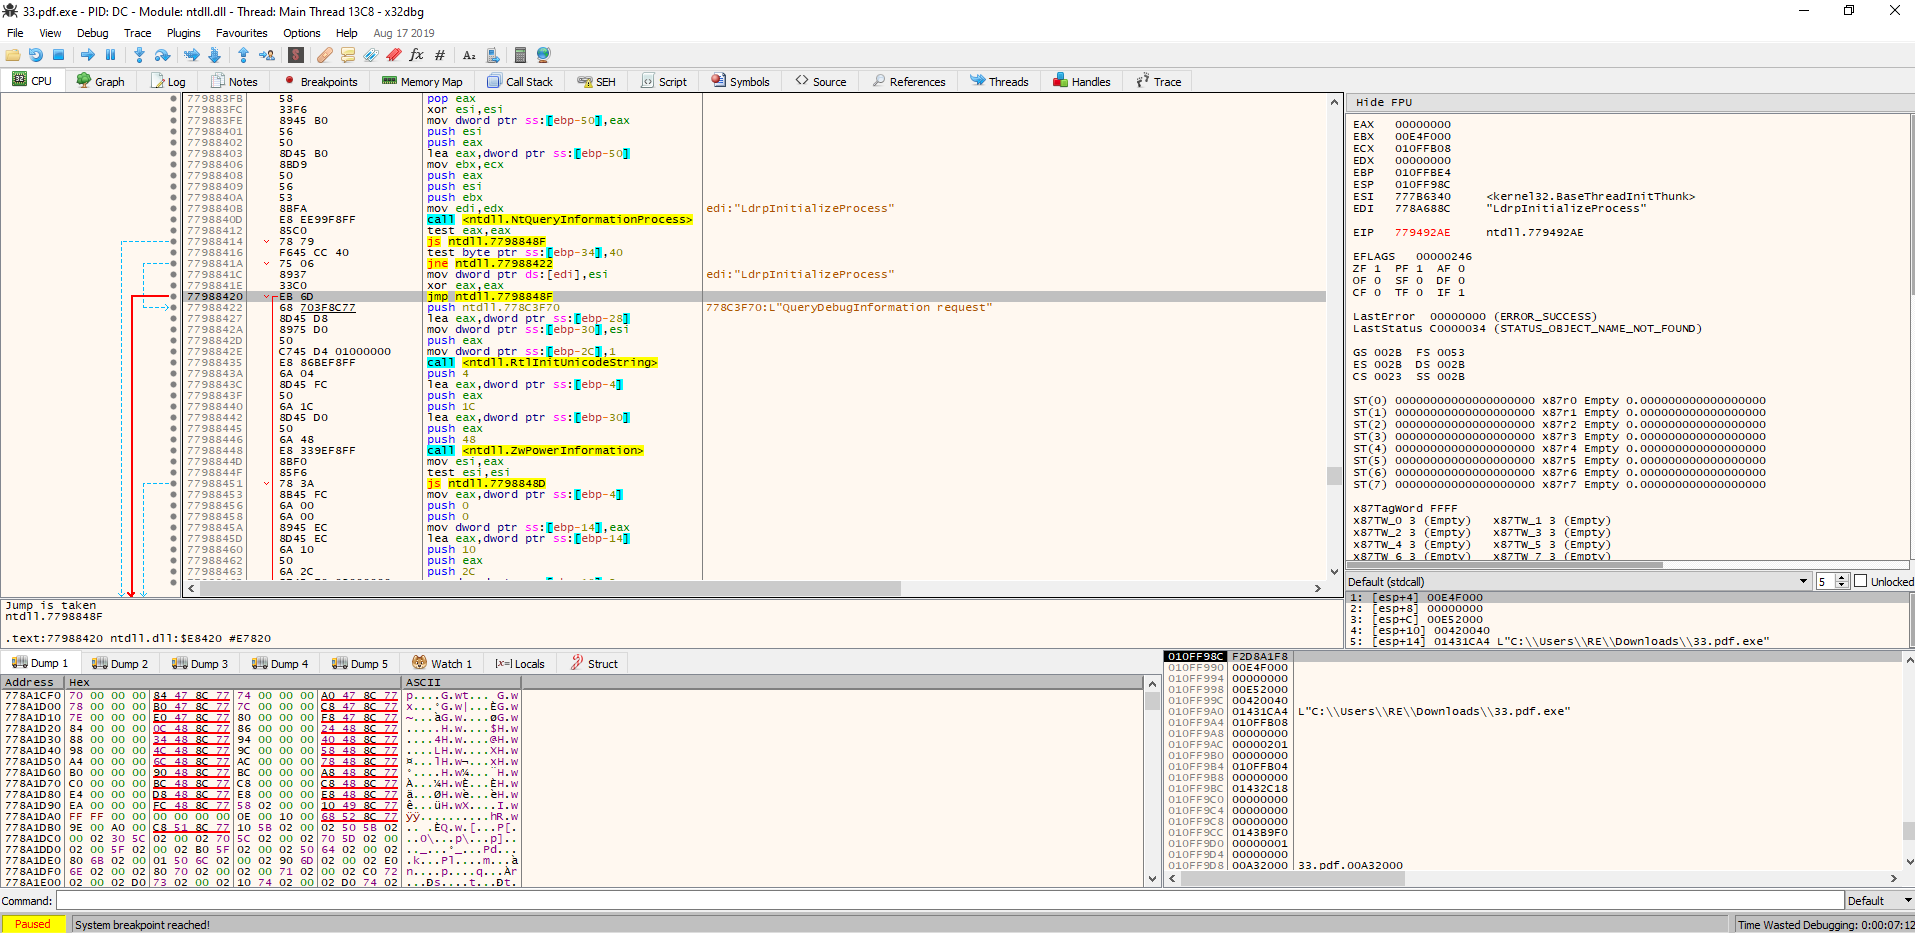 33.pdf.exe - PID: DC - Module: ntdll.dll - Thread: Main Thread 13C8 - x32dbg
File View Debug Trace Plugins Favourites Options Help Aug 17 2019
CPU Graph Log Notes Breakpoints Memory Map Call Stack SEH Script Symbols Source References Threads Handles Trace
779883FB 58 pop eax
779883FC 33F6 xor esi,esi
779883FE 8945 B0 mov dword ptr ss:[ebp-50],eax
77988401 56 push esi
77988402 50 push eax
77988403 8D45 B0 lea eax,dword ptr ss:[ebp-50]
77988406 8BD9 mov ebx,ecx
77988408 50 push eax
77988409 56 push esi
7798840A 53 push ebx
7798840B 8BFA mov edi,edx edi:"LdrpInitializeProcess"
7798840D E8 EE99F8FF call <ntdll.NtQueryInformationProcess>
77988412 85C0 test eax,eax
77988414 78 79 js ntdll.7798848F
77988416 F645 CC 40 test byte ptr ss:[ebp-34],40
7798841A 75 06 jne ntdll.77988422
7798841C 8937 mov dword ptr ds:[edi],esi edi:"LdrpInitializeProcess"
7798841E 33C0 xor eax,eax
77988420 EB 6D jmp ntdll.7798848F
77988422 68 703F8C77 push ntdll.778C3F70 778C3F70:L"QueryDebugInformation request"
77988427 8D45 D8 lea eax,dword ptr ss:[ebp-28]
7798842A 8975 D0 mov dword ptr ss:[ebp-30],esi
7798842D 50 push eax
7798842E C745 D4 01000000 mov dword ptr ss:[ebp-2C],1
77988435 E8 86BEF8FF call <ntdll.RtlInitUnicodeString>
7798843A 6A 04 push 4
7798843C 8D45 FC lea eax,dword ptr ss:[ebp-4]
7798843F 50 push eax
77988440 6A 1C push 1C
77988442 8D45 D0 lea eax,dword ptr ss:[ebp-30]
77988445 50 push eax
77988446 6A 48 push 48
77988448 E8 339EF8FF call <ntdll.ZwPowerInformation>
7798844D 8BF0 mov esi,eax
7798844F 85F6 test esi,esi
77988451 78 3A js ntdll.7798848D
77988453 8B45 FC mov eax,dword ptr ss:[ebp-4]
77988456 6A 00 push 0
77988458 6A 00 push 0
7798845A 8945 EC mov dword ptr ss:[ebp-14],eax
7798845D 8D45 EC lea eax,dword ptr ss:[ebp-14]
77988460 6A 10 push 10
77988462 50 push eax
77988463 6A 2C push 2C
Hide FPU
EAX 00000000
EBX 00E4F000
ECX 010FFB08
EDX 00000000
EBP 010FFBE4
ESP 010FF98C
ESI 777B6340 <kernel32.BaseThreadInitThunk>
EDI 778A688C "LdrpInitializeProcess"
EIP 779492AE ntdll.779492AE
EFLAGS 00000246
ZF 1 PF 1 AF 0
OF 0 SF 0 DF 0
CF 0 TF 0 IF 1
LastError 00000000 (ERROR_SUCCESS)
LastStatus C0000034 (STATUS_OBJECT_NAME_NOT_FOUND)
GS 002B FS 0053
ES 002B DS 002B
CS 0023 SS 002B
ST(0) 00000000000000000000 x87r0 Empty 0.000000000000000000
ST(1) 00000000000000000000 x87r1 Empty 0.000000000000000000
ST(2) 00000000000000000000 x87r2 Empty 0.000000000000000000
ST(3) 00000000000000000000 x87r3 Empty 0.000000000000000000
ST(4) 00000000000000000000 x87r4 Empty 0.000000000000000000
ST(5) 00000000000000000000 x87r5 Empty 0.000000000000000000
ST(6) 00000000000000000000 x87r6 Empty 0.000000000000000000
ST(7) 00000000000000000000 x87r7 Empty 0.000000000000000000
x87TagWord FFFF
x87TW_0 3 (Empty) x87TW_1 3 (Empty)
x87TW_2 3 (Empty) x87TW_3 3 (Empty)
x87TW_4 3 (Empty) x87TW_5 3 (Empty)
x87TW_6 3 (Empty) x87TW_7 3 (Empty)
Default (stdcall) 5 Unlocked
1: [esp+4] 00E4F000
2: [esp+8] 00000000
3: [esp+C] 00E52000
4: [esp+10] 00420040
5: [esp+14] 01431CA4 L"C:\\Users\\RE\\Downloads\\33.pdf.exe"
Jump is taken
ntdll.7798848F
.text:77988420 ntdll.dll:$E8420 #E7820
Dump 1 Dump 2 Dump 3 Dump 4 Dump 5 Watch 1 [x=] Locals Struct
Address Hex ASCII
778A1CF0 70 00 00 00 84 47 8C 77 74 00 00 00 A0 47 8C 77 p....G.wt... G.w
778A1D00 78 00 00 00 B0 47 8C 77 7C 00 00 00 C8 47 8C 77 x...°G.w|...ÈG.w
778A1D10 7E 00 00 00 E0 47 8C 77 80 00 00 00 F8 47 8C 77 ~...àG.w....øG.w
778A1D20 84 00 00 00 0C 48 8C 77 86 00 00 00 24 48 8C 77 .....H.w....$H.w
778A1D30 88 00 00 00 34 48 8C 77 94 00 00 00 40 48 8C 77 ....4H.w....@H.w
778A1D40 98 00 00 00 4C 48 8C 77 9C 00 00 00 58 48 8C 77 ....LH.w....XH.w
778A1D50 A4 00 00 00 6C 48 8C 77 AC 00 00 00 78 48 8C 77 ¤...lH.w¬...xH.w
778A1D60 B0 00 00 00 90 48 8C 77 BC 00 00 00 A8 48 8C 77 °....H.w¼...¨H.w
778A1D70 C0 00 00 00 BC 48 8C 77 C8 00 00 00 C8 48 8C 77 À...¼H.wÈ...ÈH.w
778A1D80 E4 00 00 00 D8 48 8C 77 E8 00 00 00 E8 48 8C 77 ä...ØH.wè...èH.w
778A1D90 EA 00 00 00 FC 48 8C 77 58 02 00 00 10 49 8C 77 ê...üH.wX....I.w
778A1DA0 FF FF 00 00 00 00 00 00 0E 00 10 00 68 52 8C 77 ÿÿ..........hR.w
778A1DB0 9E 00 A0 00 C8 51 8C 77 10 5B 02 00 02 50 5B 02 .. .ÈQ.w.[...P[.
778A1DC0 00 02 30 5C 02 00 02 70 5C 02 00 02 70 5D 02 00 ..0\...p\...p]..
778A1DD0 02 00 5F 02 00 02 B0 5F 02 00 02 50 64 02 00 02 .._...°_...Pd...
778A1DE0 80 6B 02 00 01 50 6C 02 00 02 90 6D 02 00 02 E0 .k...Pl....m...à
778A1DF0 6E 02 00 02 80 70 02 00 02 00 71 02 00 02 C0 72 n....p....q...Àr
778A1E00 02 00 02 D0 73 02 00 02 10 74 02 00 02 D0 74 02 ...Ðs....t...Ðt.
010FF98C F2D8A1F8
010FF990 00E4F000
010FF994 00000000
010FF998 00E52000
010FF99C 00420040
010FF9A0 01431CA4 L"C:\\Users\\RE\\Downloads\\33.pdf.exe"
010FF9A4 010FFB08
010FF9A8 00000000
010FF9AC 00000201
010FF9B0 00000000
010FF9B4 010FFB04
010FF9B8 00000000
010FF9BC 01432C18
010FF9C0 00000000
010FF9C4 00000000
010FF9C8 00000000
010FF9CC 0143B9F0
010FF9D0 00000001
010FF9D4 00000000
010FF9D8 00A32000 33.pdf.00A32000
Command: Default
Paused System breakpoint reached! Time Wasted Debugging: 0:00:07:12